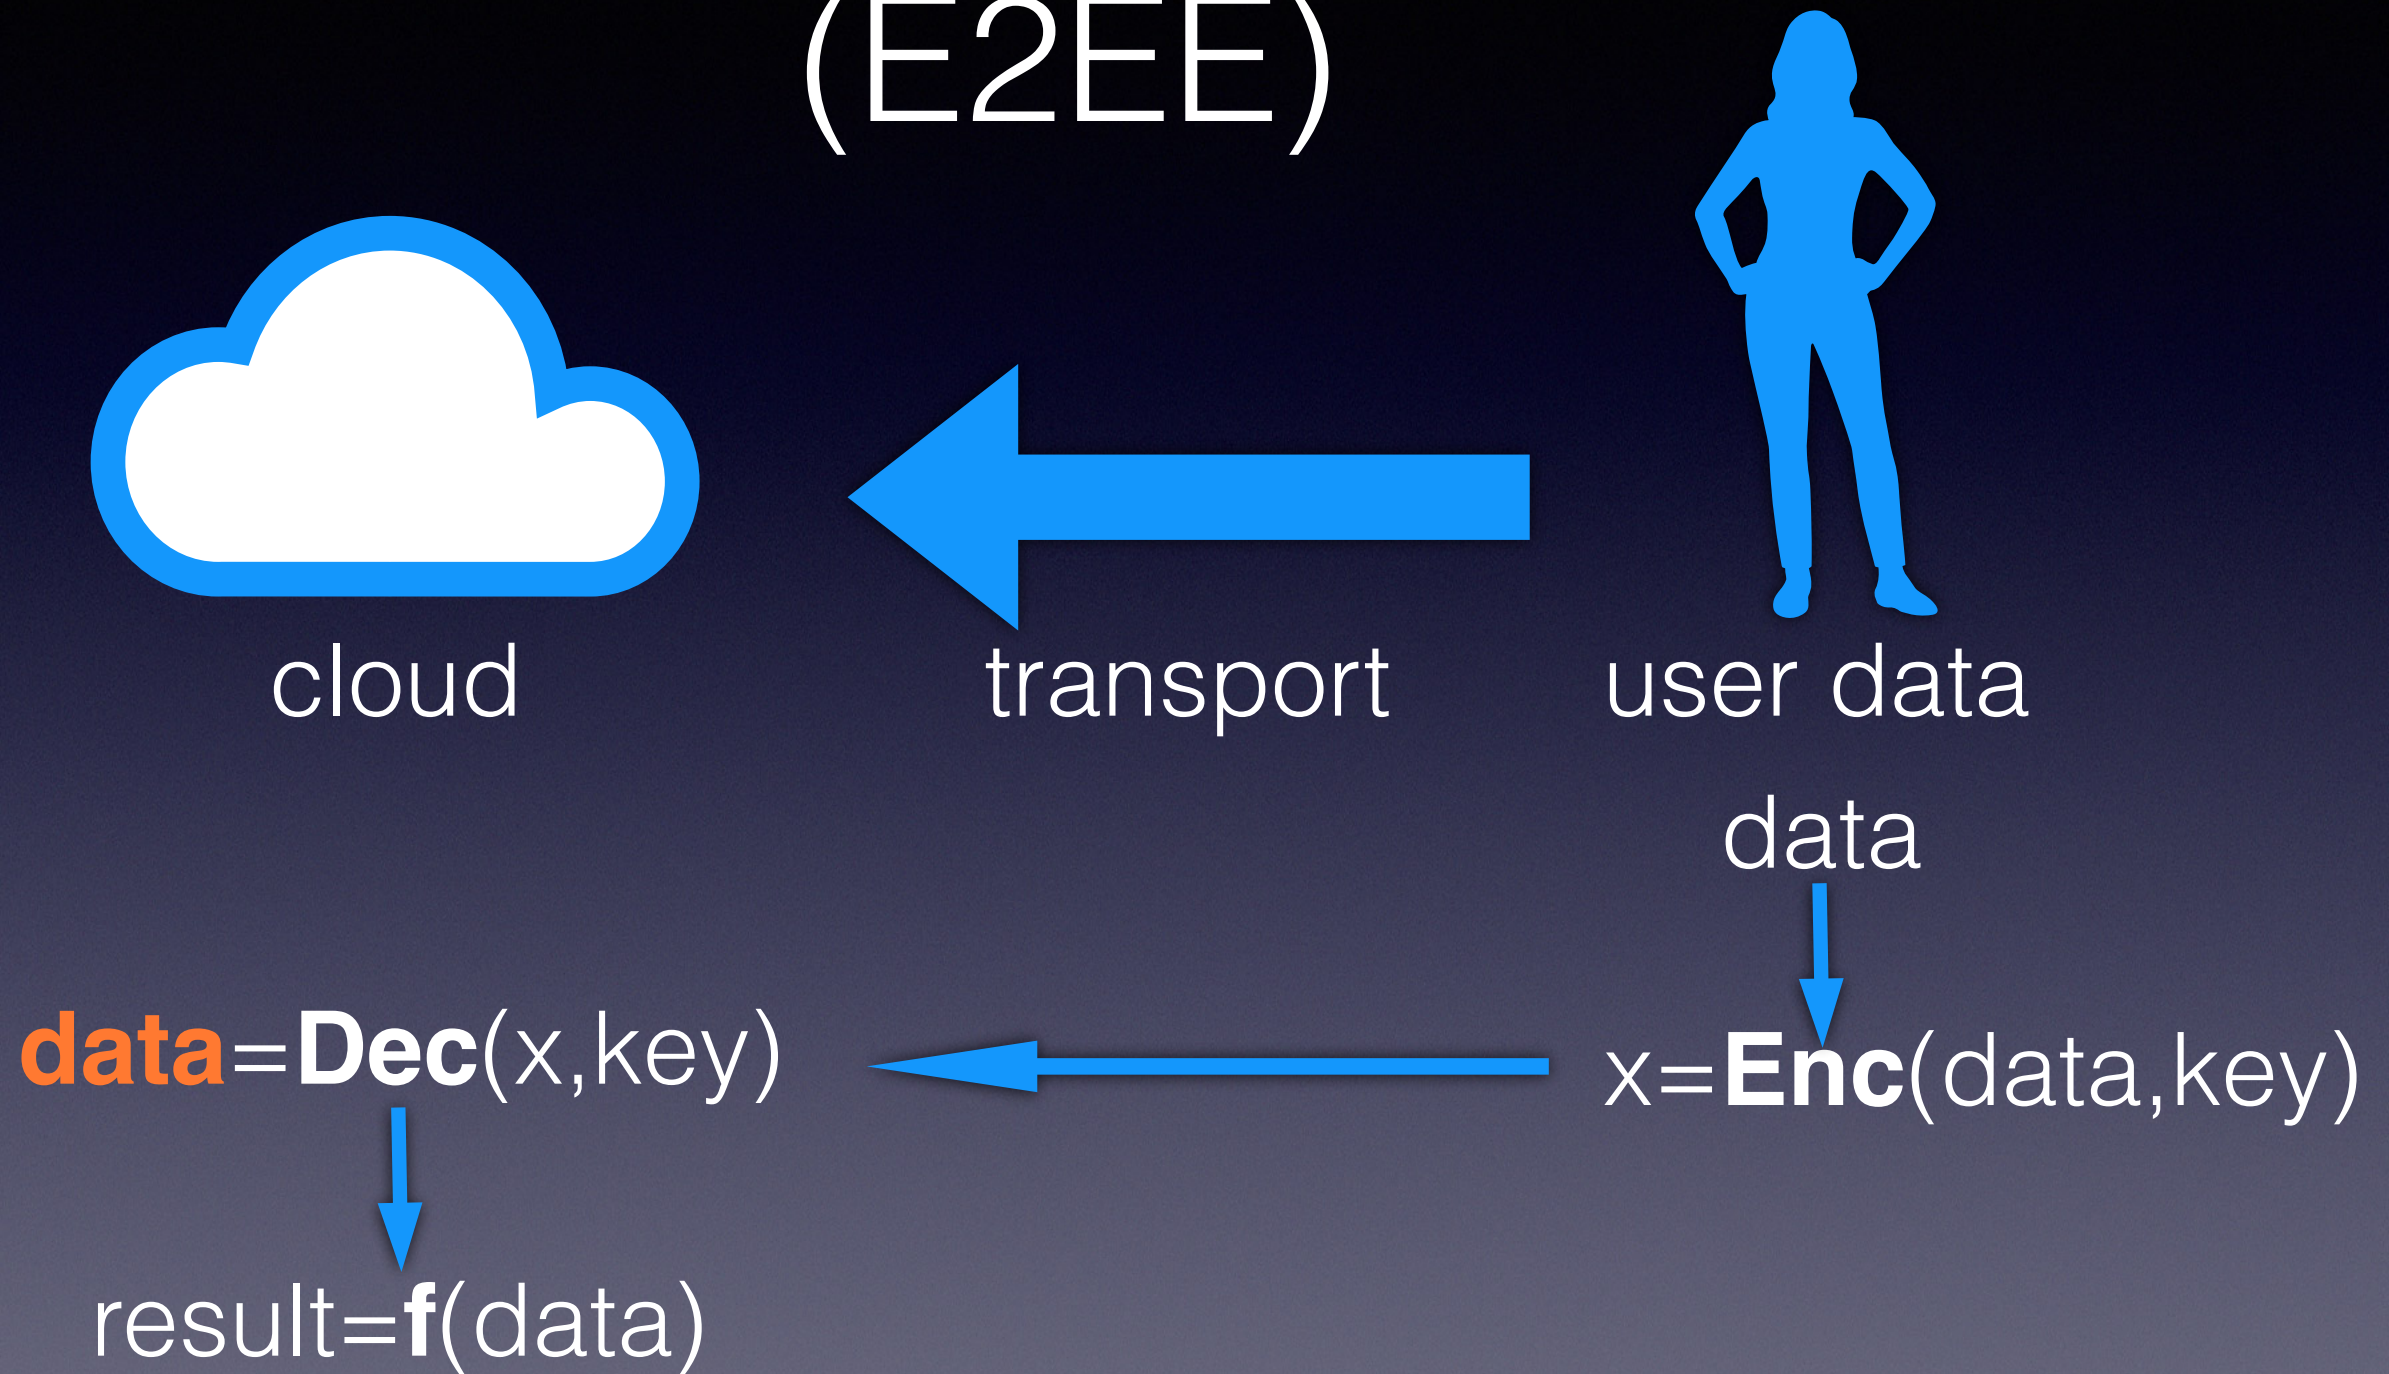 (E2EE)
cloud
transport
user data
data
data=Dec(x,key)
x=Enc(data,key)
result=f(data)